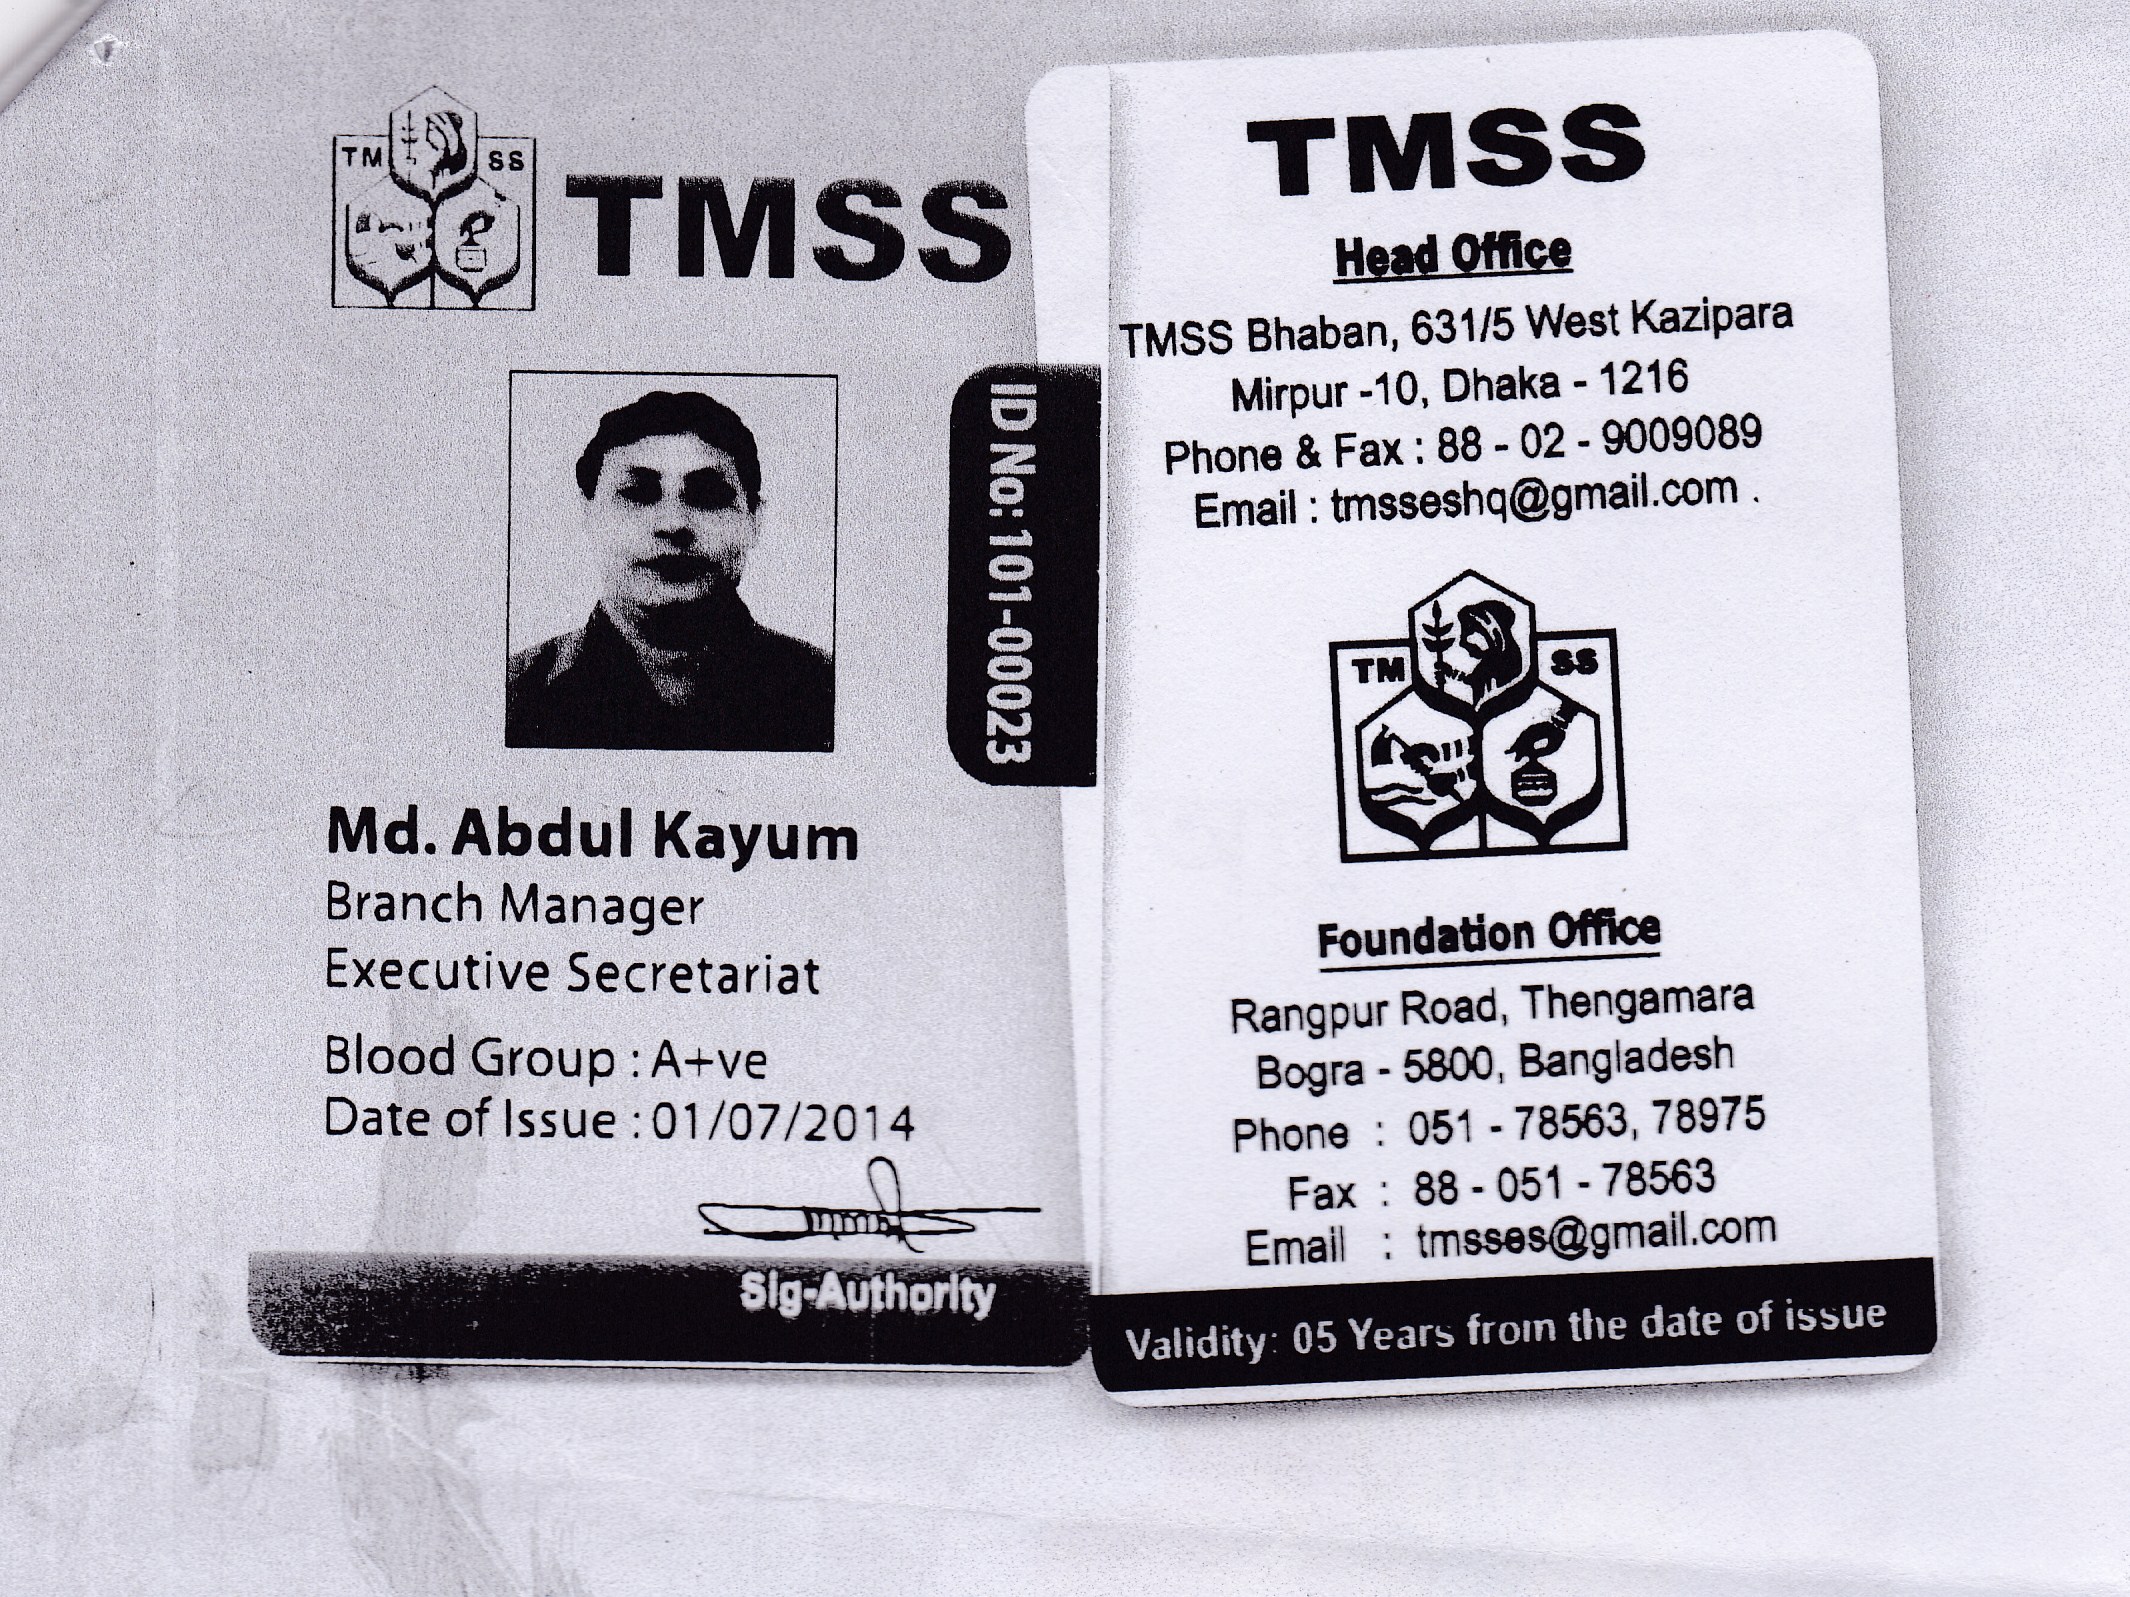 TM SS
TMSS
ID No: 101-00023
Md. Abdul Kayum
Branch Manager
Executive Secretariat
Blood Group : A+ve
Date of Issue : 01/07/2014
Sig-Authority
TMSS
Head Office
TMSS Bhaban, 631/5 West Kazipara
Mirpur -10, Dhaka - 1216
Phone & Fax : 88 - 02 - 9009089
Email : tmsseshq@gmail.com .
TM SS
Foundation Office
Rangpur Road, Thengamara
Bogra - 5800, Bangladesh
Phone : 051 - 78563, 78975
Fax : 88 - 051 - 78563
Email : tmsses@gmail.com
Validity: 05 Years from the date of issue